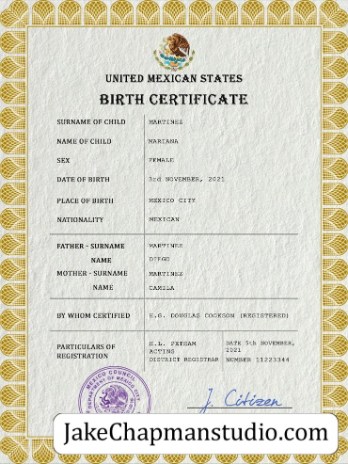 UNITED MEXICAN STATES
BIRTH CERTIFICATE
SURNAME OF CHILD MARTINEZ
NAME OF CHILD MARIANA
SEX FEMALE
DATE OF BIRTH 3rd NOVEMBER, 2021
PLACE OF BIRTH MEXICO CITY
NATIONALITY MEXICAN
FATHER - SURNAME MARTINEZ
NAME DIEGO
MOTHER - SURNAME MARTINEZ
NAME CAMILA
BY WHOM CERTIFIED DOUGLAS COOKSON (REGISTERED)
PARTICULARS OF REGISTRATION
ACTING
DISTRICT REGISTRAR
DATE 5th NOVEMBER,
2021
NUMBER 11223344
MEXICO COUNCIL
J. Citizen
JakeChapmanstudio.com